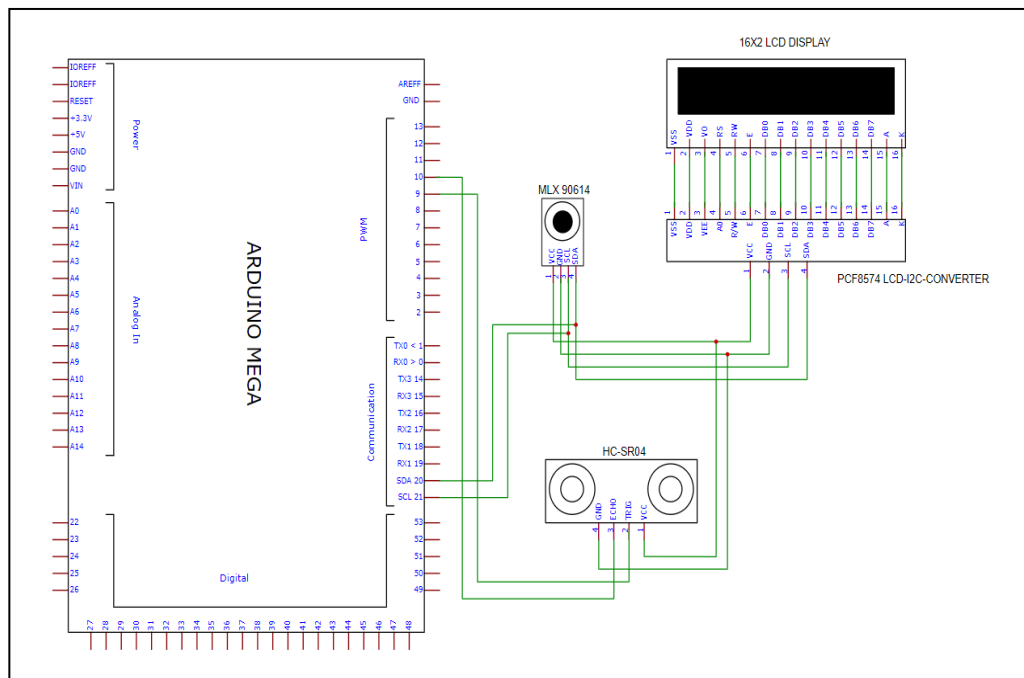 16X2 LCD DISPLAY
VSS VDD VO RS RW E DB0 DB1 DB2 DB3 DB4 DB5 DB6 DB7 A K
1 2 3 4 5 6 7 8 9 10 11 12 13 14 15 16
1 2 3 4 5 6 7 8 9 10 11 12 13 14 15 16
VSS VDD VEE A0 R/W E DB0 DB1 DB2 DB3 DB4 DB5 DB6 DB7 A K
VCC GND SCL SDA
1 2 3 4
PCF8574 LCD-I2C-CONVERTER
MLX 90614
VCC GND SCL SDA
1 2 3 4
HC-SR04
GND ECHO TRIG VCC
4 3 2 1
ARDUINO MEGA
Power
IOREFF
IOREFF
RESET
+3.3V
+5V
GND
GND
VIN
Analog In
A0
A1
A2
A3
A4
A5
A6
A7
A8
A9
A10
A11
A12
A13
A14
AREFF
GND
PWM
13
12
11
10
9
8
7
6
5
4
3
2
Communication
TX0 < 1
RX0 > 0
TX3 14
RX3 15
TX2 16
RX2 17
TX1 18
RX1 19
SDA 20
SCL 21
Digital
22
23
24
25
26
53
52
51
50
49
27 28 29 30 31 32 33 34 35 36 37 38 39 40 41 42 43 44 45 46 47 48